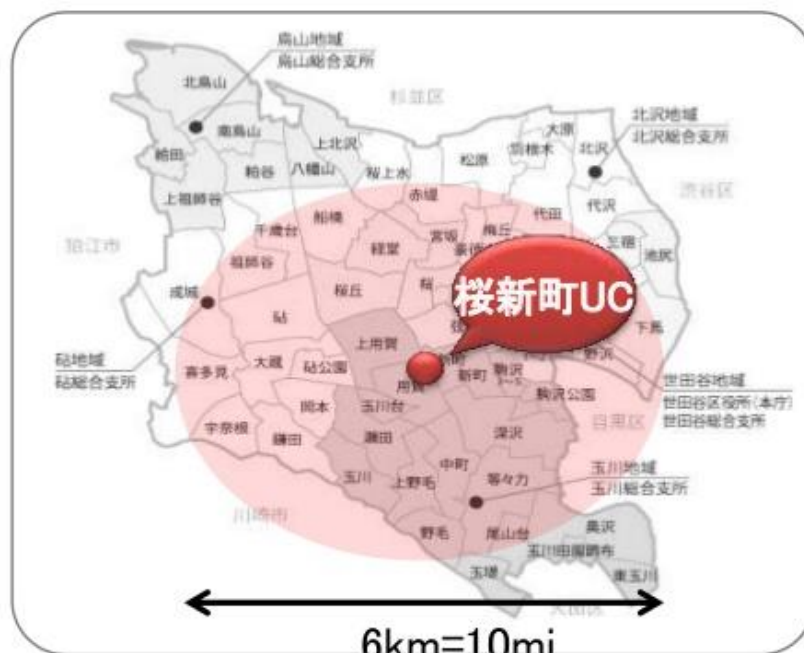 烏山地域
烏山総合支所
北烏山
杉並区
南烏山
給田
上北沢
粕谷
八幡山
桜上水
松原
羽根木
大原
北沢
北沢地域
北沢総合支所
渋谷区
上祖師谷
船橋
赤堤
代田
代沢
千歳台
経堂
宮坂
梅丘
三宿
池尻
狛江市
祖師谷
成城
桜丘
桜
桜新町UC
砧
上用賀
下馬
砧地域
砧総合支所
喜多見
大蔵
砧公園
用賀
新町
駒沢
野沢
駒沢公園
世田谷地域
世田谷区役所(本庁)
世田谷総合支所
目黒区
岡本
玉川台
宇奈根
鎌田
瀬田
深沢
中町
玉川
上野毛
等々力
玉川地域
玉川総合支所
川崎市
野毛
尾山台
奥沢
玉川田園調布
玉堤
東玉川
大田区
6km=10mi